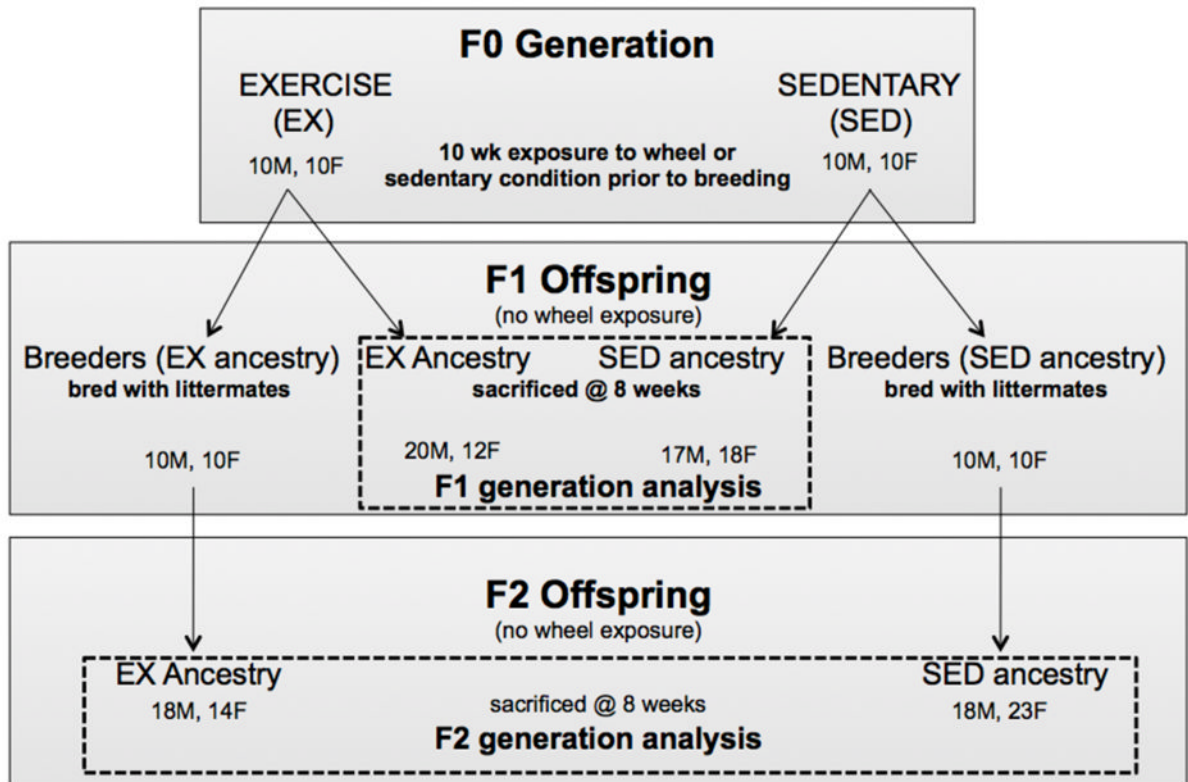 F0 Generation
EXERCISE
(EX)
10M, 10F
10 wk exposure to wheel or
sedentary condition prior to breeding
SEDENTARY
(SED)
10M, 10F
F1 Offspring
(no wheel exposure)
Breeders (EX ancestry)
bred with littermates
10M, 10F
EX Ancestry
SED ancestry
sacrificed @ 8 weeks
20M, 12F
17M, 18F
F1 generation analysis
Breeders (SED ancestry)
bred with littermates
10M, 10F
F2 Offspring
(no wheel exposure)
EX Ancestry
18M, 14F
sacrificed @ 8 weeks
F2 generation analysis
SED ancestry
18M, 23F